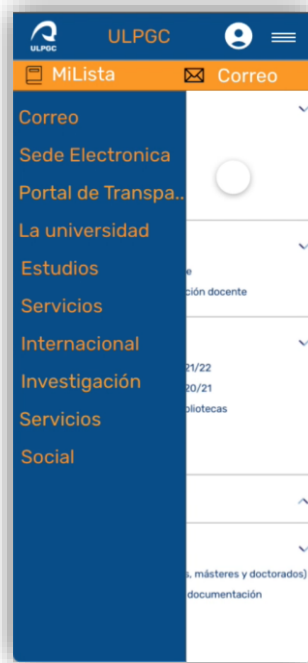 ULPGC
ULPGC
MiLista
Correo
Correo
Sede Electronica
Portal de Transpa..
La universidad
Estudios
e
ción docente
Servicios
Internacional
21/22
Investigación
20/21
bliotecas
Servicios
Social
s, másteres y doctorados)
documentación